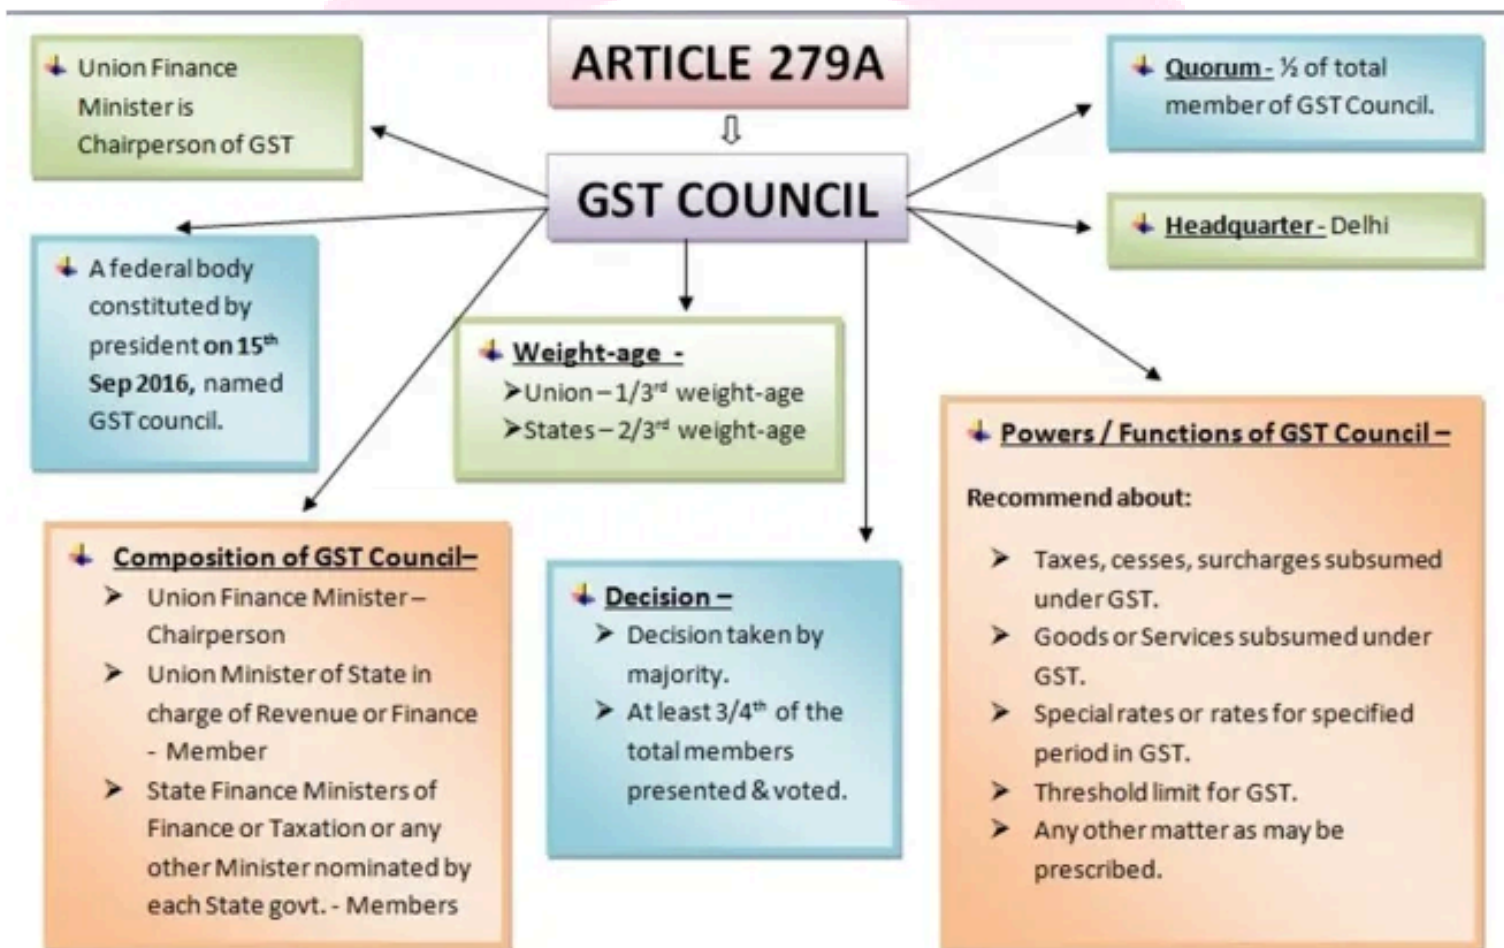 ARTICLE 279A
GST COUNCIL
Union Finance
Minister is
Chairperson of GST
Quorum - ½ of total
member of GST Council.
Headquarter - Delhi
A federal body
constituted by
president on 15th
Sep 2016, named
GST council.
Weight-age -
➤Union – 1/3rd weight-age
➤States – 2/3rd weight-age
Composition of GST Council–
➤ Union Finance Minister –
Chairperson
➤ Union Minister of State in
charge of Revenue or Finance
- Member
➤ State Finance Ministers of
Finance or Taxation or any
other Minister nominated by
each State govt. - Members
Decision –
➤ Decision taken by
majority.
➤ At least 3/4th of the
total members
presented & voted.
Powers / Functions of GST Council –
Recommend about:
➤ Taxes, cesses, surcharges subsumed
under GST.
➤ Goods or Services subsumed under
GST.
➤ Special rates or rates for specified
period in GST.
➤ Threshold limit for GST.
➤ Any other matter as may be
prescribed.